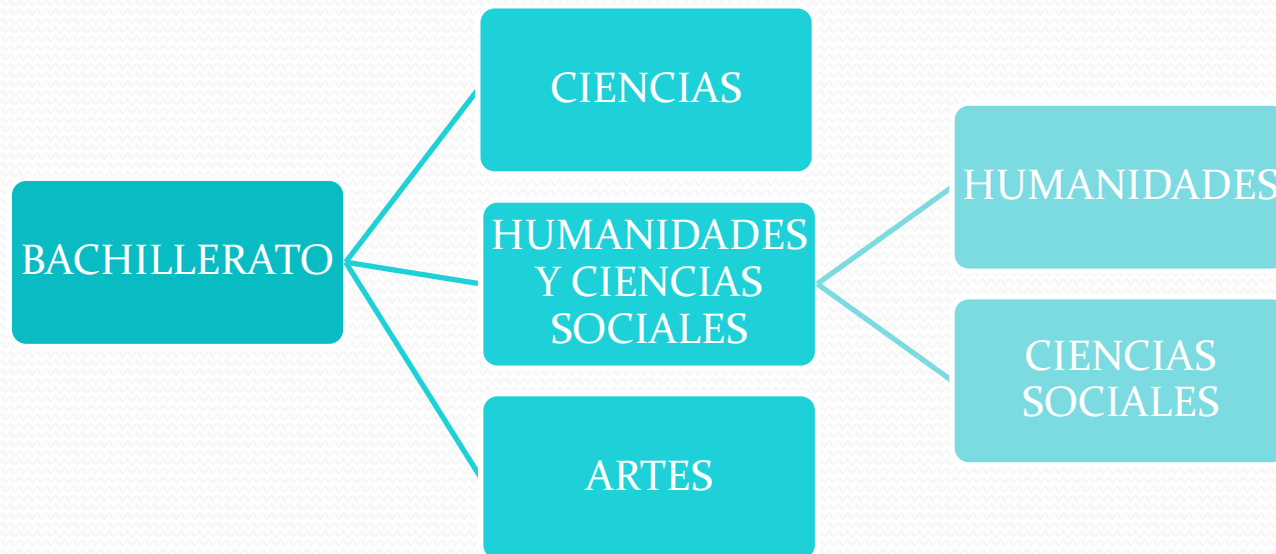 BACHILLERATO
CIENCIAS
HUMANIDADES
Y CIENCIAS
SOCIALES
ARTES
HUMANIDADES
CIENCIAS
SOCIALES